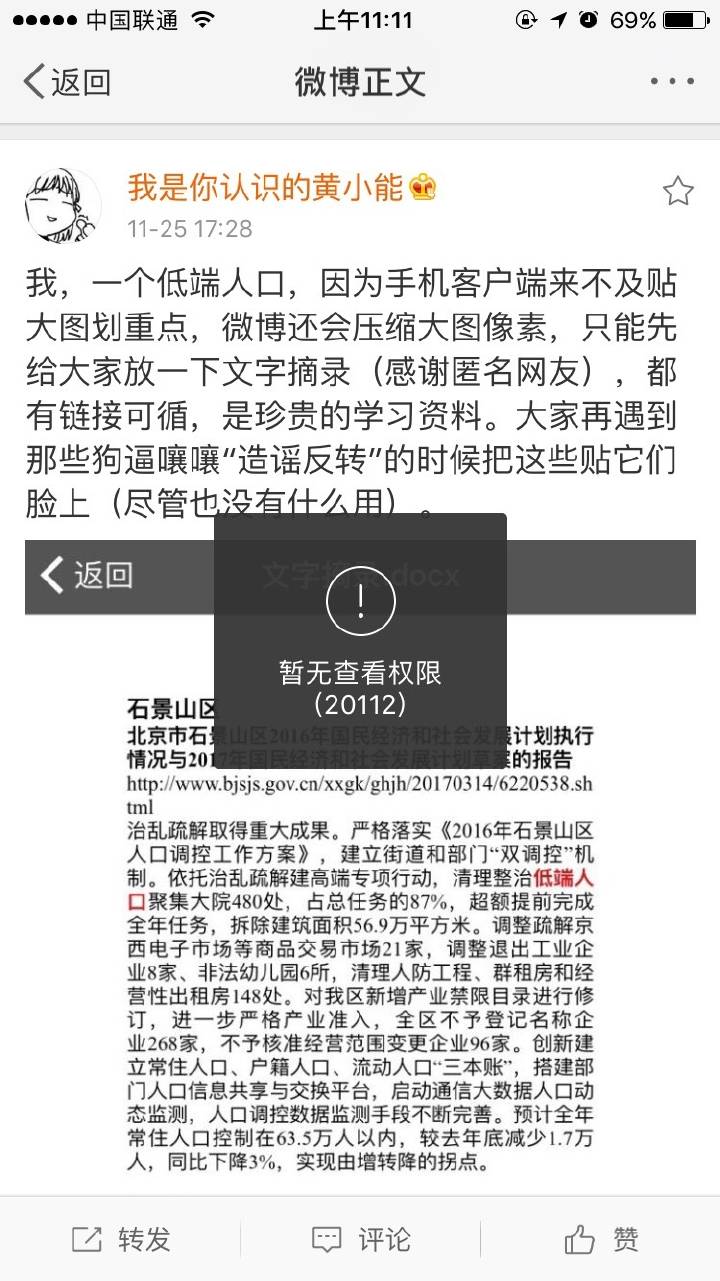 中国联通 上午11:11 69%
返回 微博正文
我是你认识的黄小能
11-25 17:28
我，一个低端人口，因为手机客户端来不及贴
大图划重点，微博还会压缩大图像素，只能先
给大家放一下文字摘录（感谢匿名网友），都
有链接可循，是珍贵的学习资料。大家再遇到
那些狗逼嚷嚷“造谣反转”的时候把这些贴它们
脸上（尽管也没有什么用）。
返回 文字摘录.docx
暂无查看权限
（20112）
石景山区
北京市石景山区2016年国民经济和社会发展计划执行
情况与2017年国民经济和社会发展计划草案的报告
http://www.bjsjs.gov.cn/xxgk/ghjh/20170314/6220538.sh
tml
治乱疏解取得重大成果。严格落实《2016年石景山区
人口调控工作方案》，建立街道和部门“双调控”机
制。依托治乱疏解建高端专项行动，清理整治低端人
口聚集大院480处，占总任务的87%，超额提前完成
全年任务，拆除建筑面积56.9万平方米。调整疏解京
西电子市场等商品交易市场21家，调整退出工业企
业8家、非法幼儿园6所，清理人防工程、群租房和经
营性出租房148处。对我区新增产业禁限目录进行修
订，进一步严格产业准入，全区不予登记名称企
业268家，不予核准经营范围变更企业96家。创新建
立常住人口、户籍人口、流动人口“三本账”，搭建部
门人口信息共享与交换平台，启动通信大数据人口动
态监测，人口调控数据监测手段不断完善。预计全年
常住人口控制在63.5万人以内，较去年底减少1.7万
人，同比下降3%，实现由增转降的拐点。
转发 评论 赞